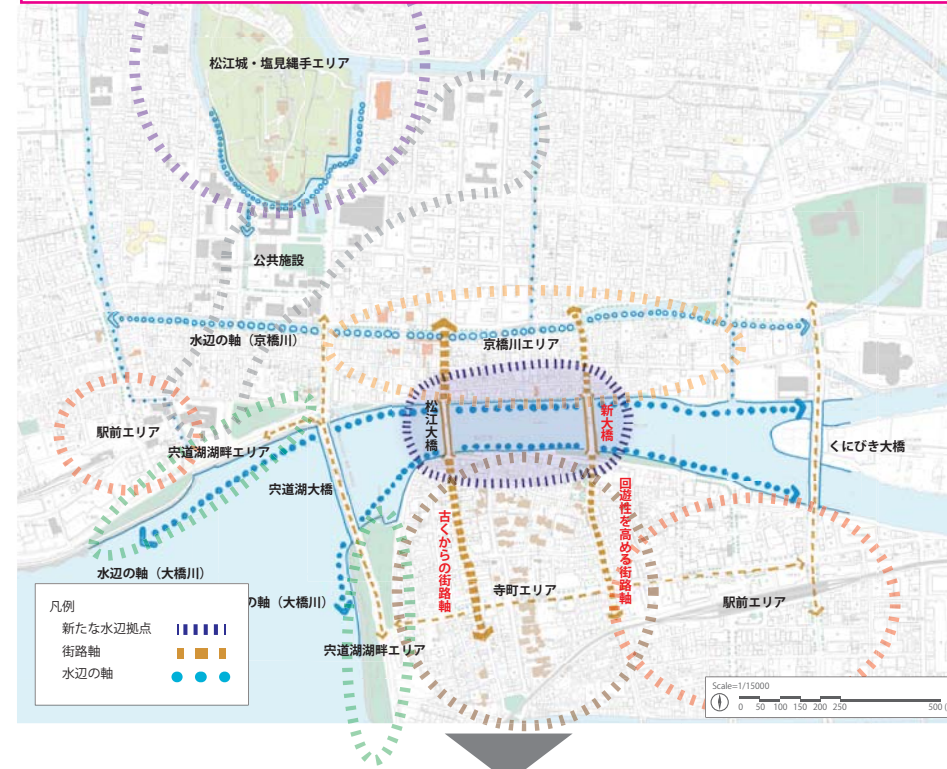 松江城・塩見縄手エリア
公共施設
水辺の軸（京橋川）
京橋川エリア
松江大橋
新大橋
駅前エリア
宍道湖湖畔エリア
くにびき大橋
宍道湖大橋
古くからの街路軸
回遊性を高める街路軸
水辺の軸（大橋川）
の軸（大橋川）
寺町エリア
駅前エリア
宍道湖湖畔エリア
凡例
新たな水辺拠点
街路軸
水辺の軸
Scale=1/15000
0 50 100 150 200 250 500 (